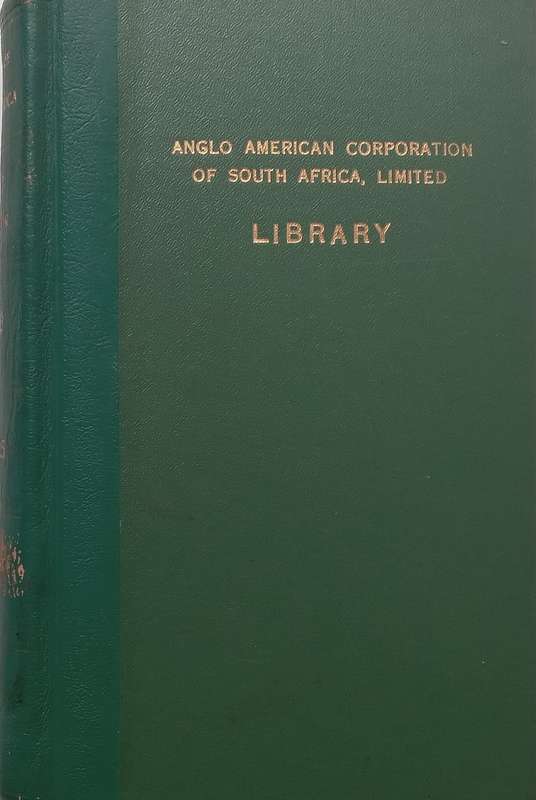 ANGLO AMERICAN CORPORATION
OF SOUTH AFRICA, LIMITED
LIBRARY